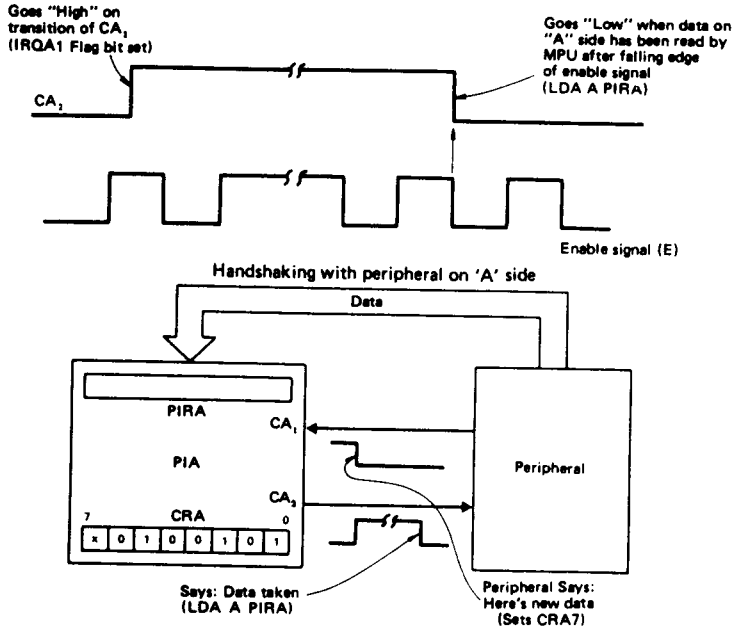 Goes "High" on
transition of CA₁
(IRQA1 Flag bit set)
Goes "Low" when data on
"A" side has been read by
MPU after falling edge
of enable signal
(LDA A PIRA)
CA₂
Enable signal (E)
Handshaking with peripheral on 'A' side
Data
PIRA
CA₁
PIA
Peripheral
CA₂
7 CRA 0
x 0 1 0 0 1 0 1
Says: Data taken
(LDA A PIRA)
Peripheral Says:
Here's new data
(Sets CRA7)